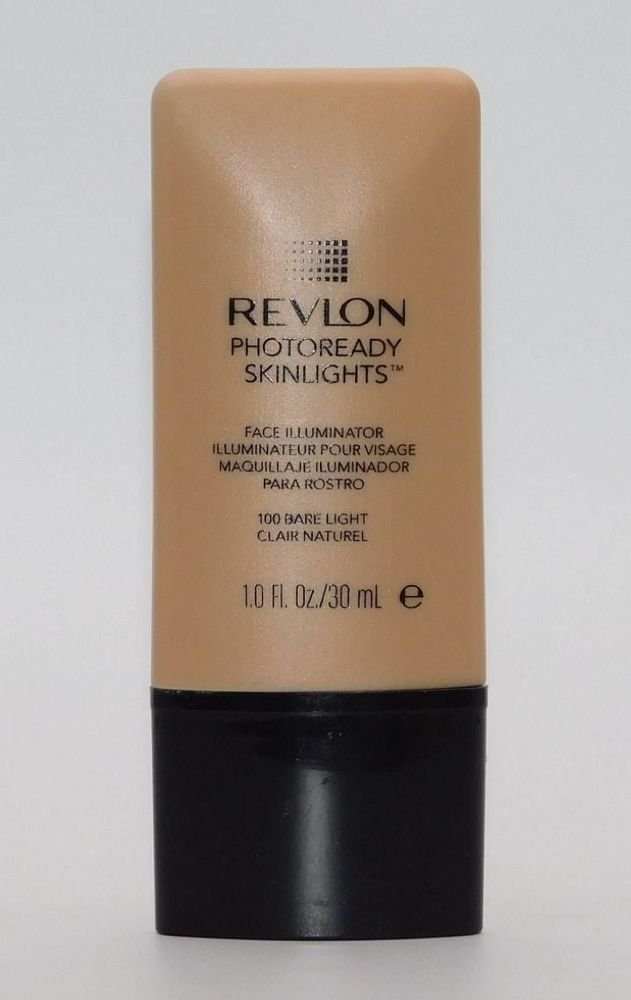 REVLON
PHOTOREADY
SKINLIGHTS™
FACE ILLUMINATOR
ILLUMINATEUR POUR VISAGE
MAQUILLAJE ILUMINADOR
PARA ROSTRO
100 BARE LIGHT
CLAIR NATUREL
1.0 Fl. Oz./30 mL ℮